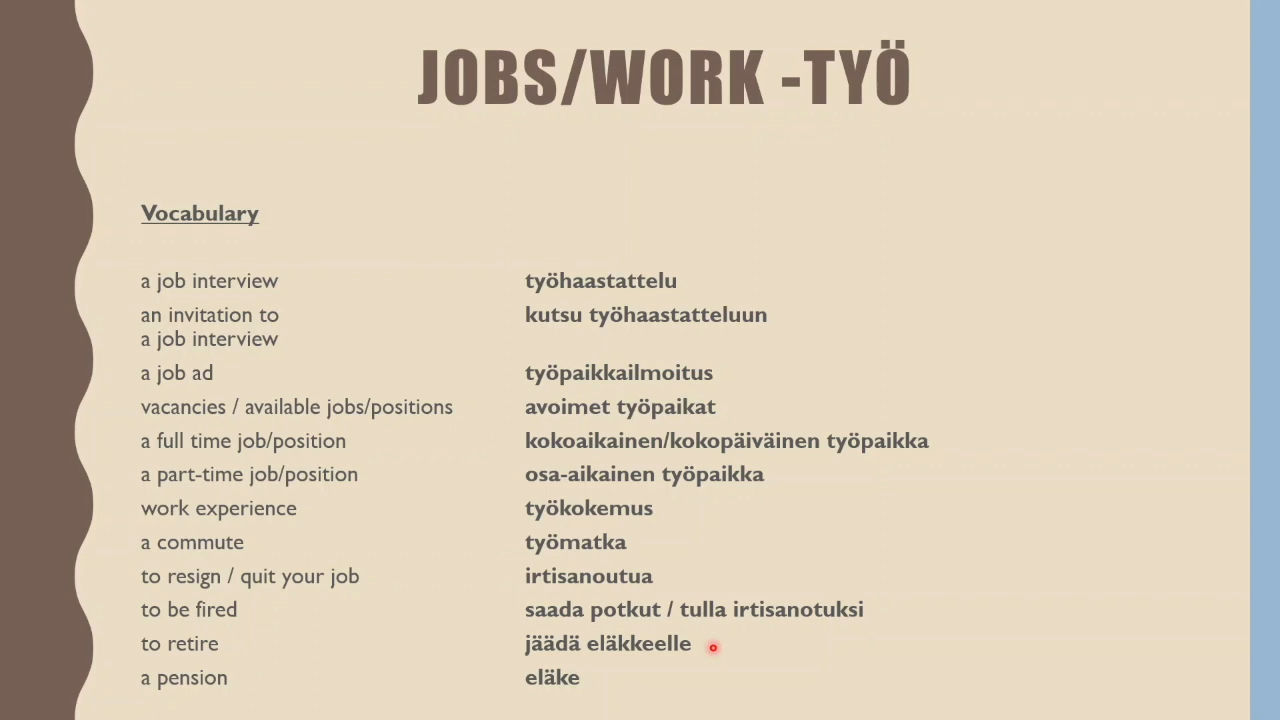 JOBS/WORK -TYÖ
Vocabulary
a job interview työhaastattelu
an invitation to kutsu työhaastatteluun
a job interview
a job ad työpaikkailmoitus
vacancies / available jobs/positions avoimet työpaikat
a full time job/position kokoaikainen/kokopäiväinen työpaikka
a part-time job/position osa-aikainen työpaikka
work experience työkokemus
a commute työmatka
to resign / quit your job irtisanoutua
to be fired saada potkut / tulla irtisanotuksi
to retire jäädä eläkkeelle
a pension eläke